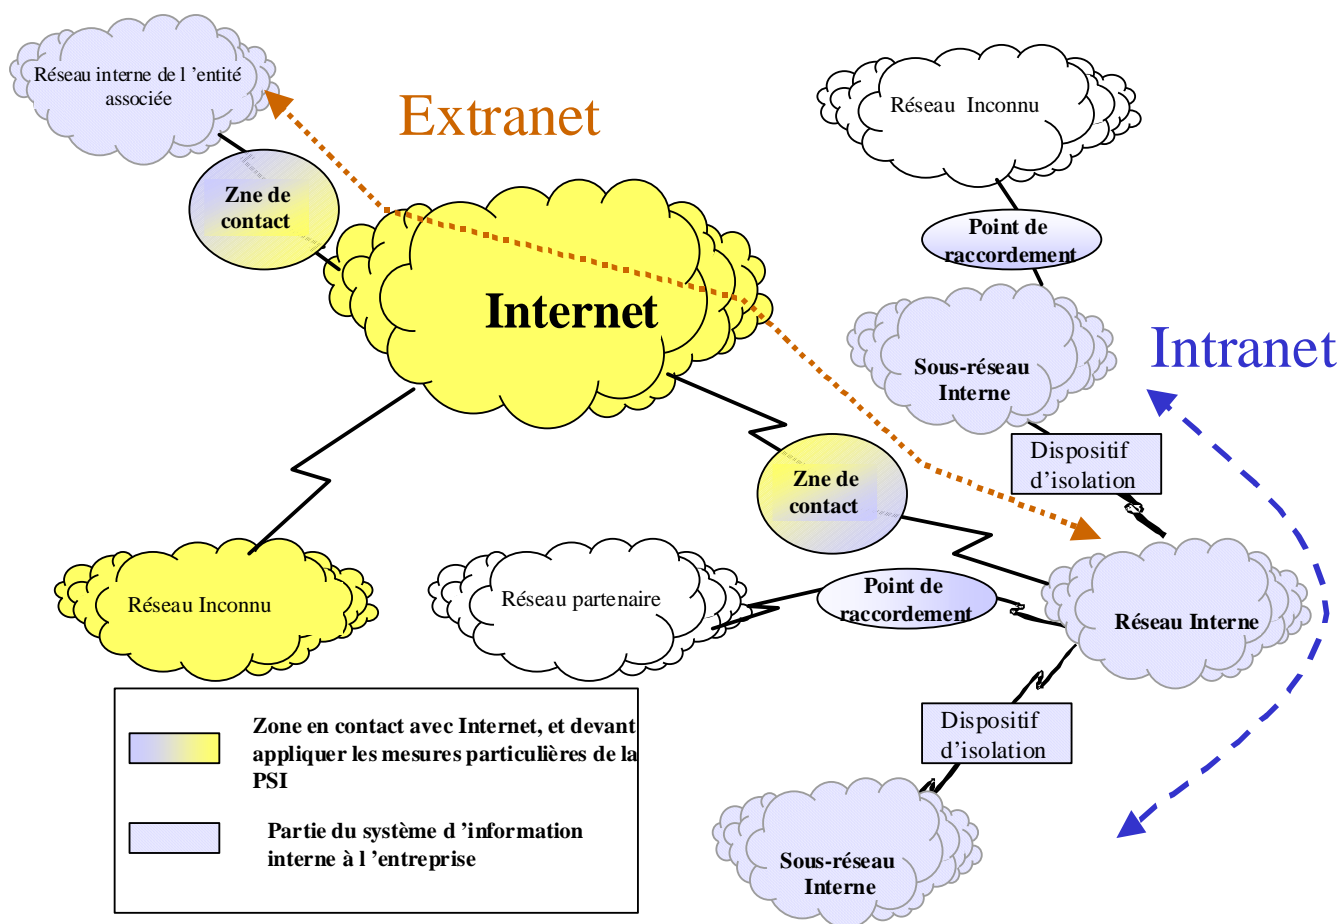 Réseau interne de l ’entité
associée
Extranet
Réseau  Inconnu
Zne de
contact
Point de
raccordement
Internet
Intranet
Sous-réseau
Interne
Dispositif
d’isolation
Zne de
contact
Réseau Inconnu
Réseau partenaire
Point de
raccordement
Réseau Interne
Zone en contact avec Internet, et devant
appliquer les mesures particulières de la
PSI
Dispositif
d’isolation
Partie du système d ’information
interne à l ’entreprise
Sous-réseau
Interne